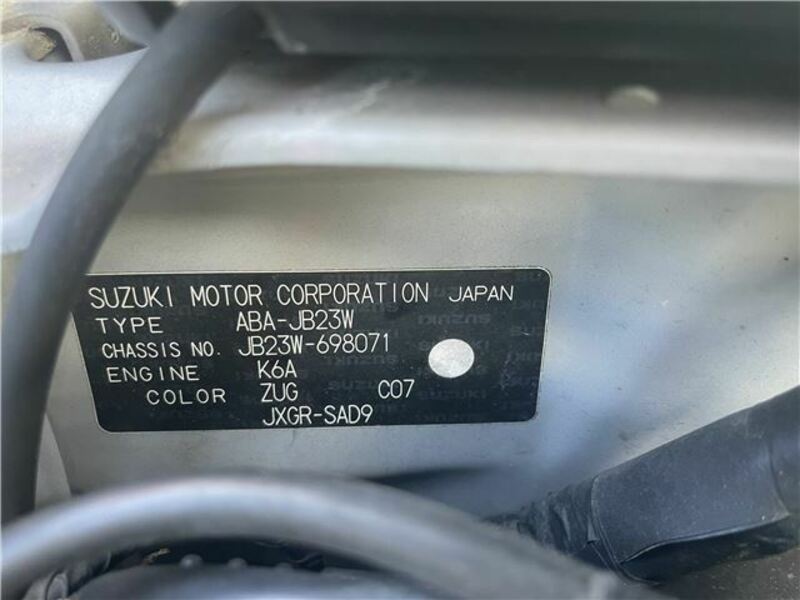 SUZUKI MOTOR CORPORATION JAPAN
TYPE ABA-JB23W
CHASSIS NO. JB23W-698071
ENGINE K6A
COLOR ZUG C07
JXGR-SAD9